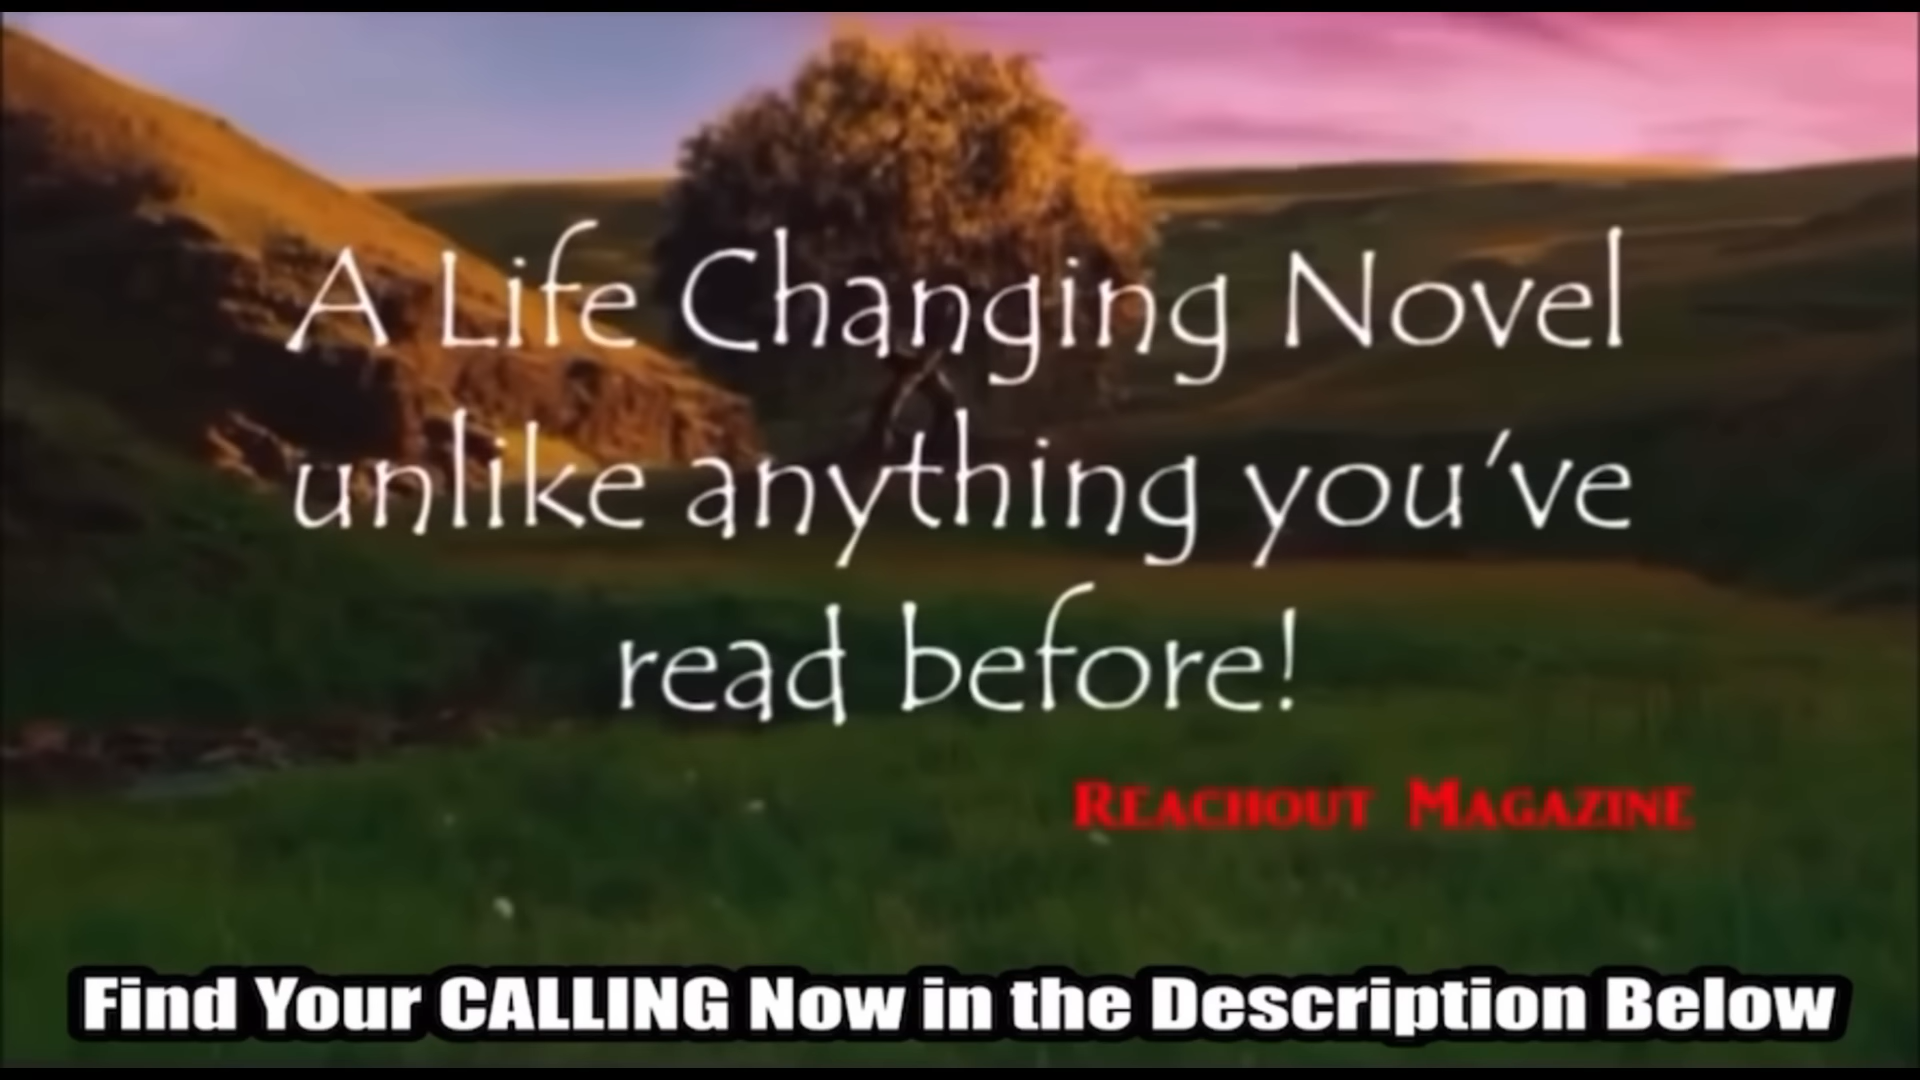 A Life Changing Novel
unlike anything you've
read before!
Reachout Magazine
Find Your CALLING Now in the Description Below